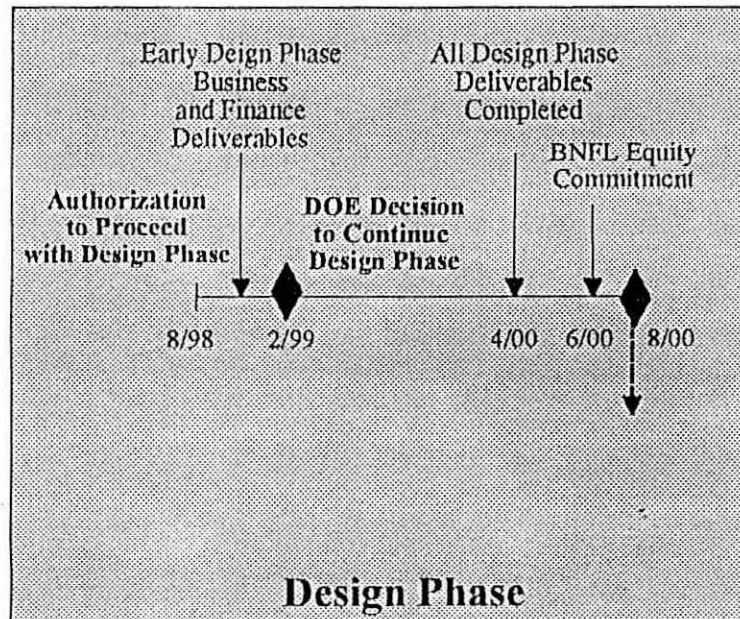 Early Deign Phase
Business
and Finance
Deliverables
All Design Phase
Deliverables
Completed
BNFL Equity
Commitment
Authorization
to Proceed
with Design Phase
DOE Decision
to Continue
Design Phase
8/98
2/99
4/00
6/00
8/00
Design Phase